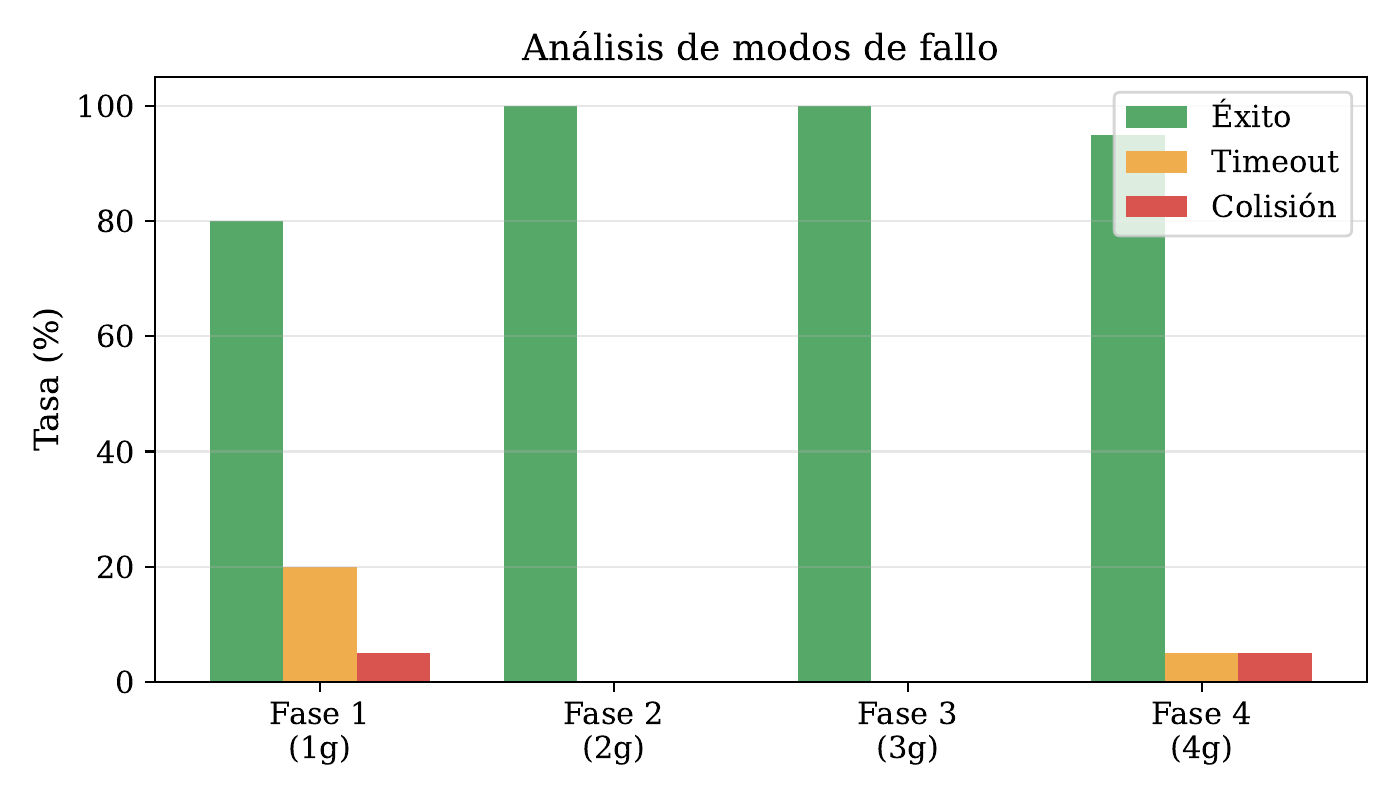 Análisis de modos de fallo
Tasa (%)
100
80
60
40
20
0
Éxito
Timeout
Colisión
Fase 1
(1g)
Fase 2
(2g)
Fase 3
(3g)
Fase 4
(4g)